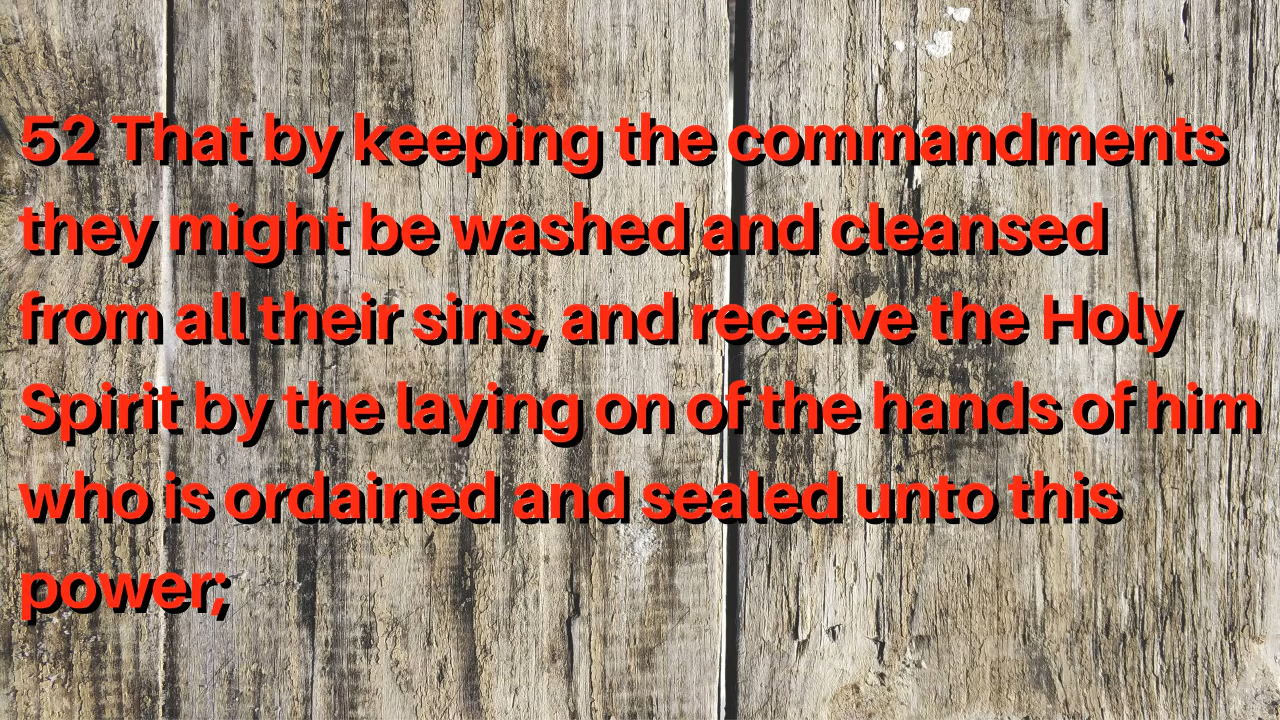 52 That by keeping the commandments
they might be washed and cleansed
from all their sins, and receive the Holy
Spirit by the laying on of the hands of him
who is ordained and sealed unto this
power;